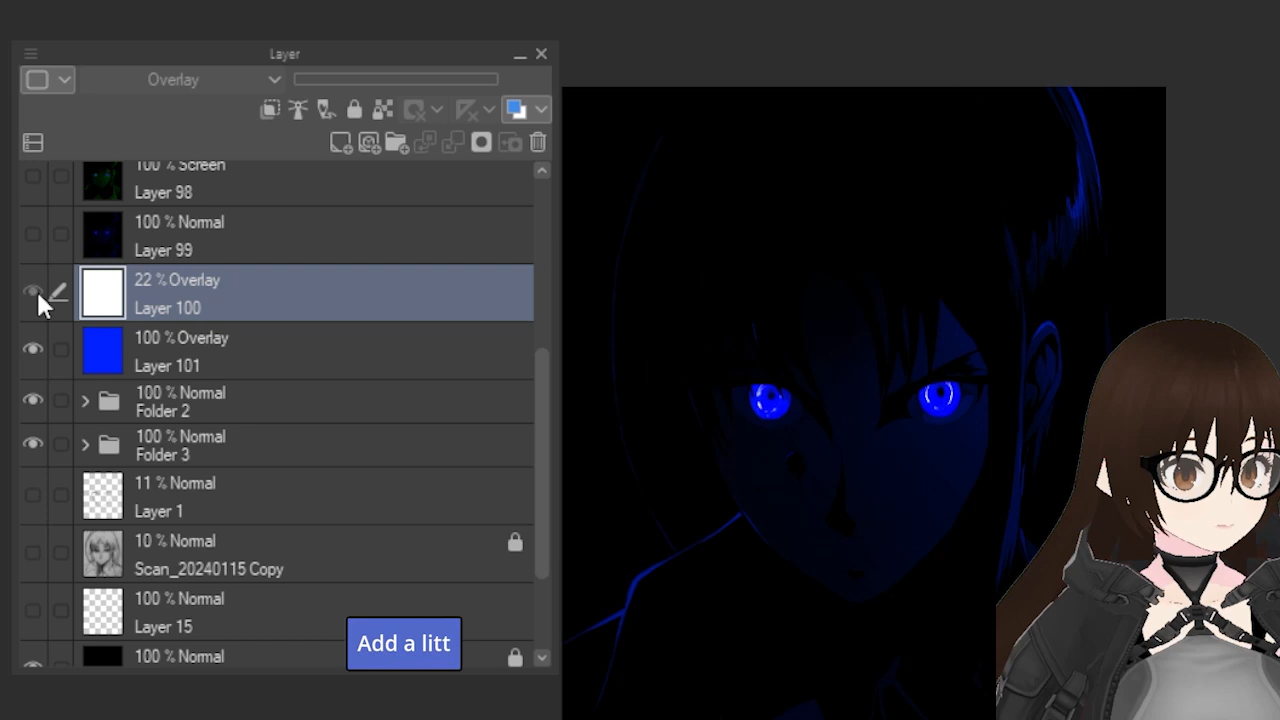 Layer
Overlay
100 % Screen
Layer 98
100 % Normal
Layer 99
22 % Overlay
Layer 100
100 % Overlay
Layer 101
100 % Normal
Folder 2
100 % Normal
Folder 3
11 % Normal
Layer 1
10 % Normal
Scan_20240115 Copy
100 % Normal
Layer 15
100 % Normal
Add a litt